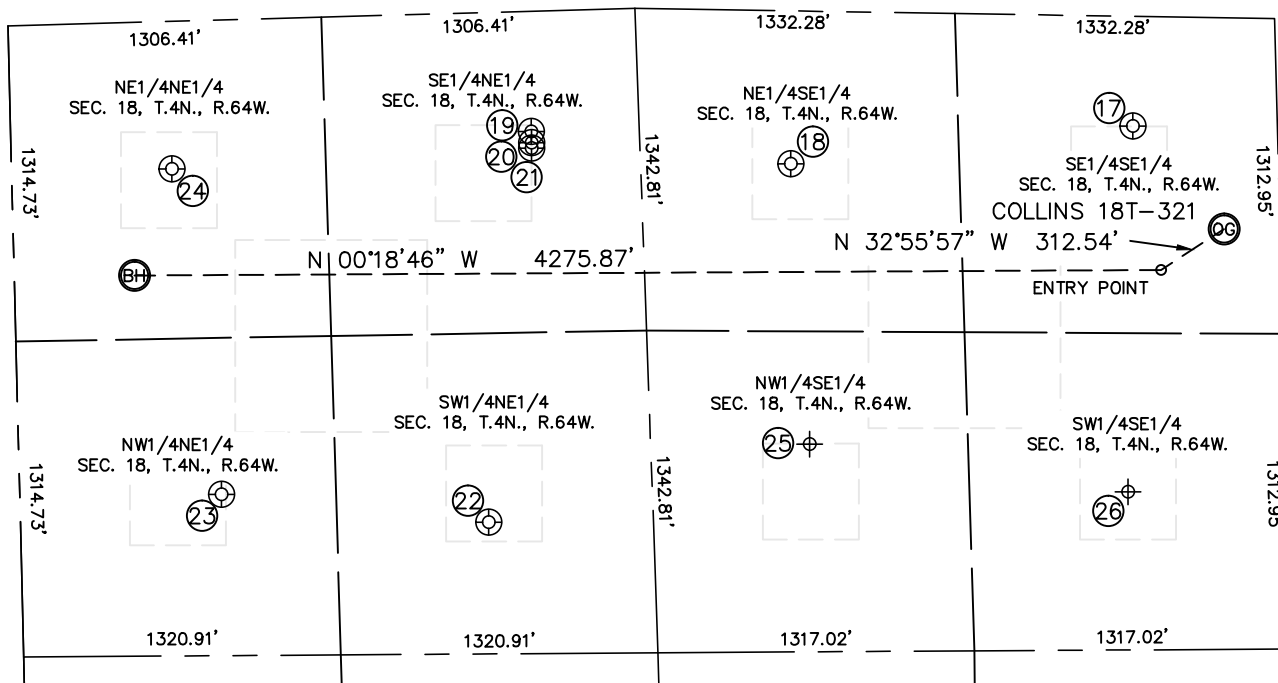 1306.41'
1306.41'
1332.28'
1332.28'
NE1/4NE1/4
SEC. 18, T.4N., R.64W.
SE1/4NE1/4
SEC. 18, T.4N., R.64W.
NE1/4SE1/4
SEC. 18, T.4N., R.64W.
17
19
18
20
21
24
1314.73'
1342.81'
1312.95'
SE1/4SE1/4
SEC. 18, T.4N., R.64W.
COLLINS 18T-321
OG
N 32°55'57" W 312.54'
N 00°18'46" W 4275.87'
BH
ENTRY POINT
NW1/4SE1/4
SEC. 18, T.4N., R.64W.
SW1/4NE1/4
SEC. 18, T.4N., R.64W.
SW1/4SE1/4
SEC. 18, T.4N., R.64W.
NW1/4NE1/4
SEC. 18, T.4N., R.64W.
25
22
23
26
1314.73'
1342.81'
1312.95
1320.91'
1320.91'
1317.02'
1317.02'